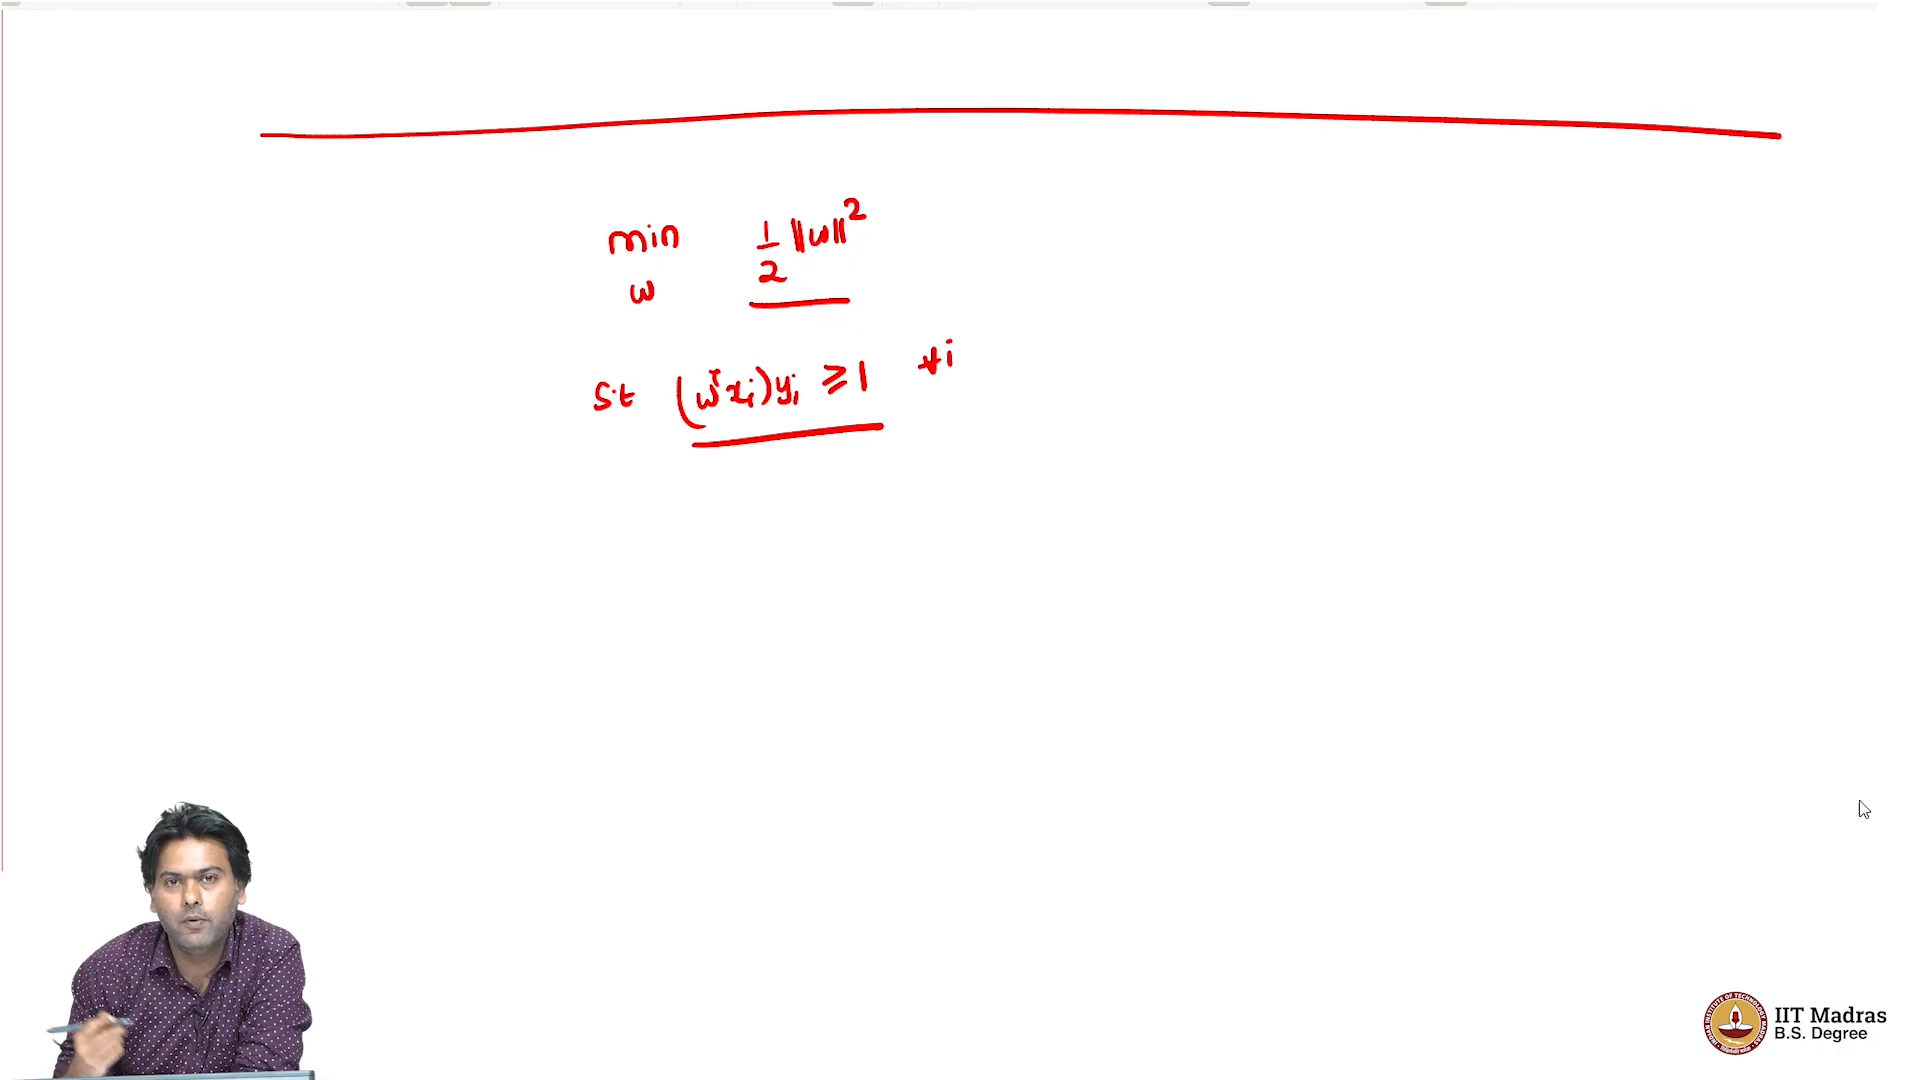 min 1/2 ||w||²
w
s.t (wᵀxᵢ)yᵢ ≥ 1 ∀i
IIT Madras
B.S. Degree